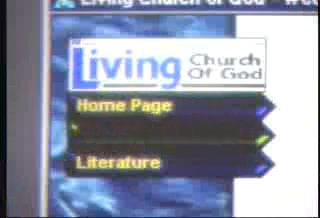 Living Church of God
Living Church
Of God
Home Page
Literature